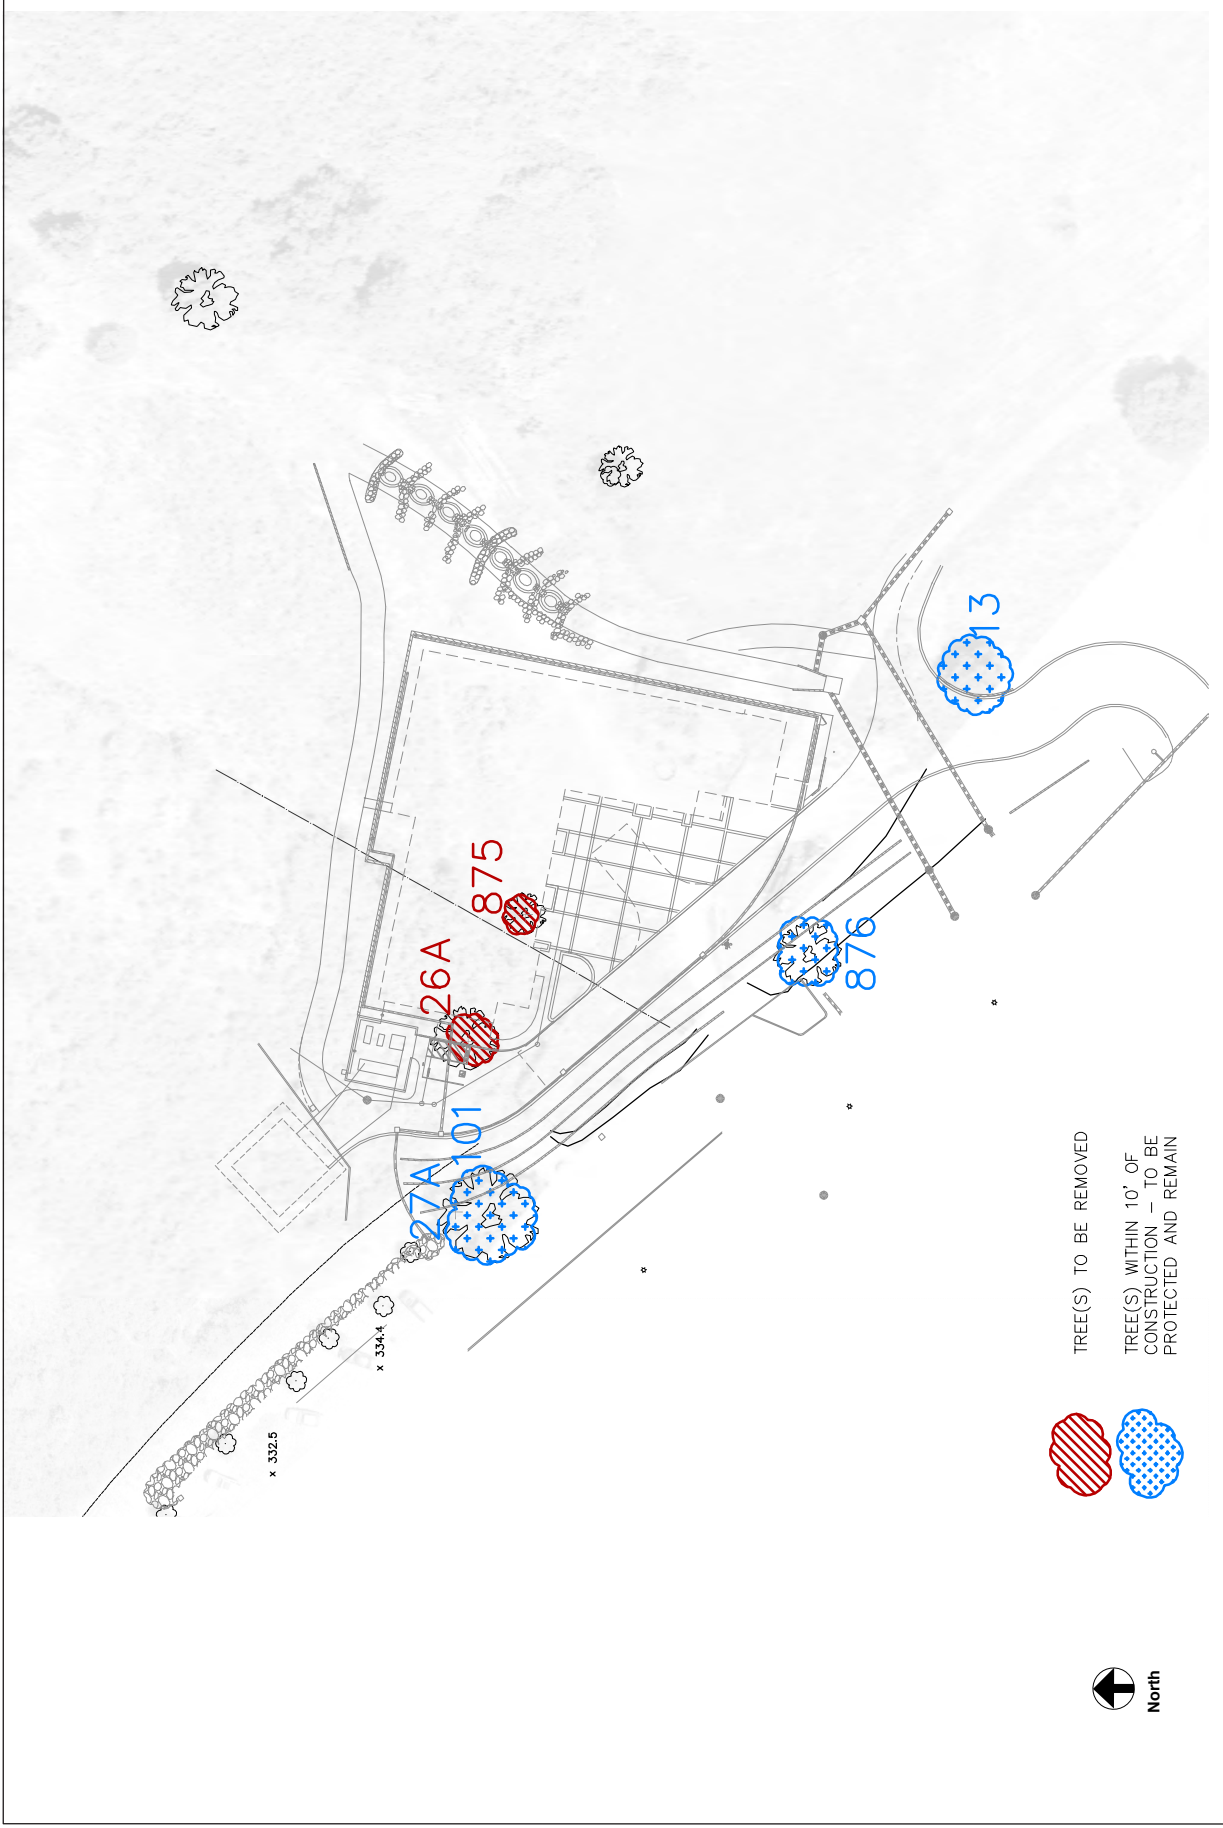 875
26A
101
27A
13
876
x 334.4
x 332.5
TREE(S) TO BE REMOVED
TREE(S) WITHIN 10' OF
CONSTRUCTION – TO BE
PROTECTED AND REMAIN
North